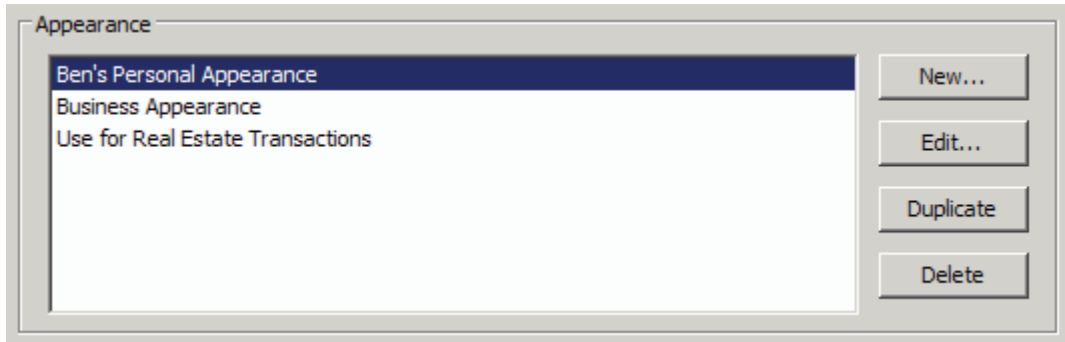 Appearance
Ben's Personal Appearance
Business Appearance
Use for Real Estate Transactions
New...
Edit...
Duplicate
Delete